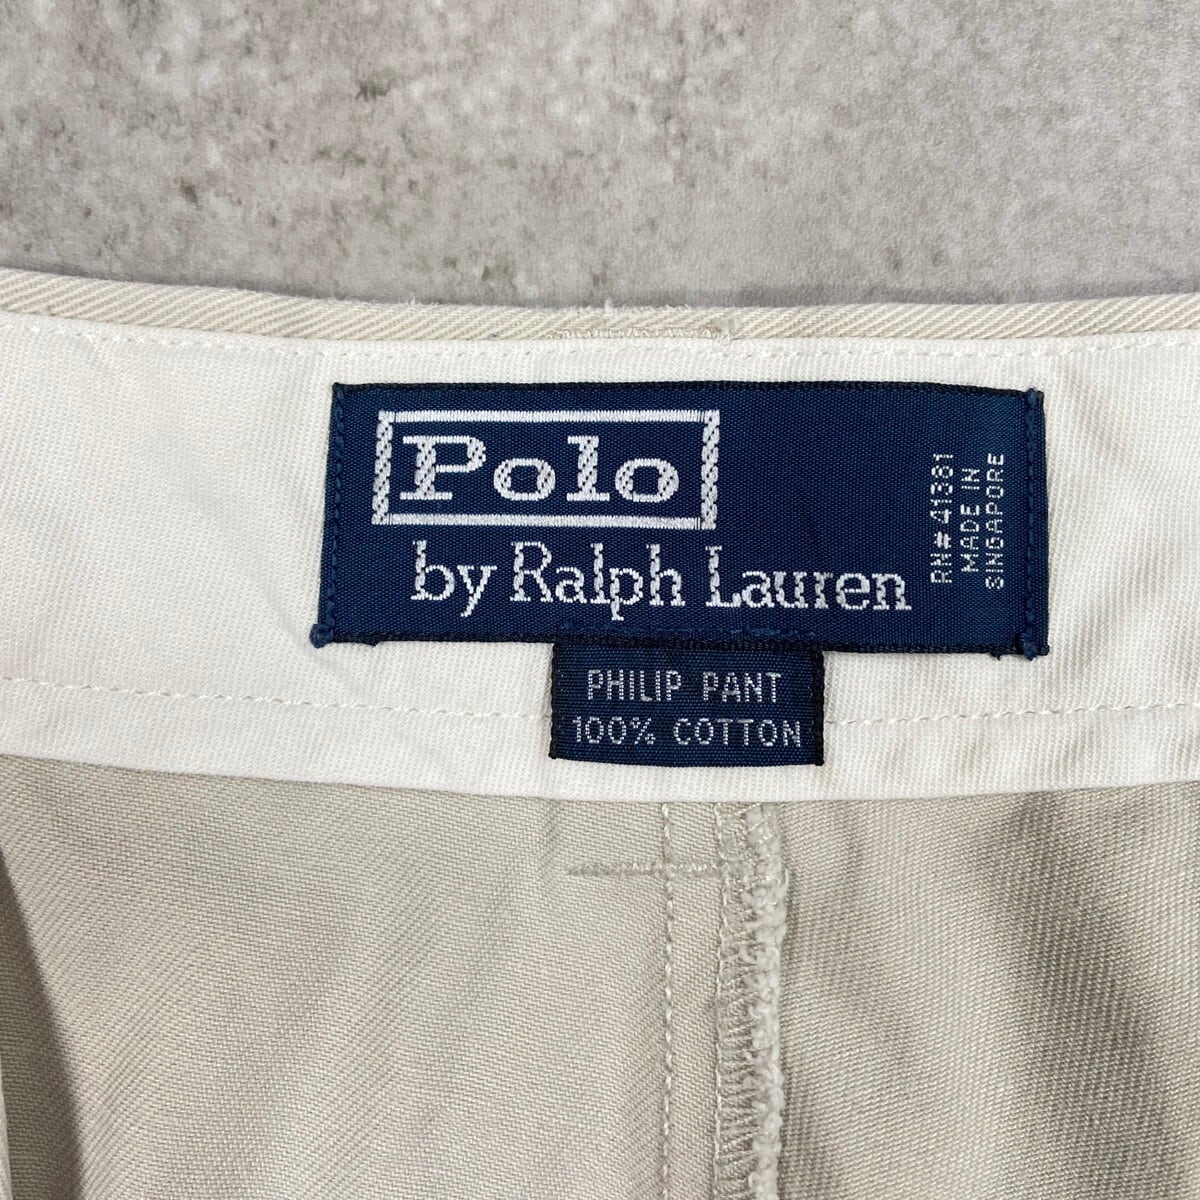 Polo
by Ralph Lauren
RN# 41381
MADE IN
SINGAPORE
PHILIP PANT
100% COTTON